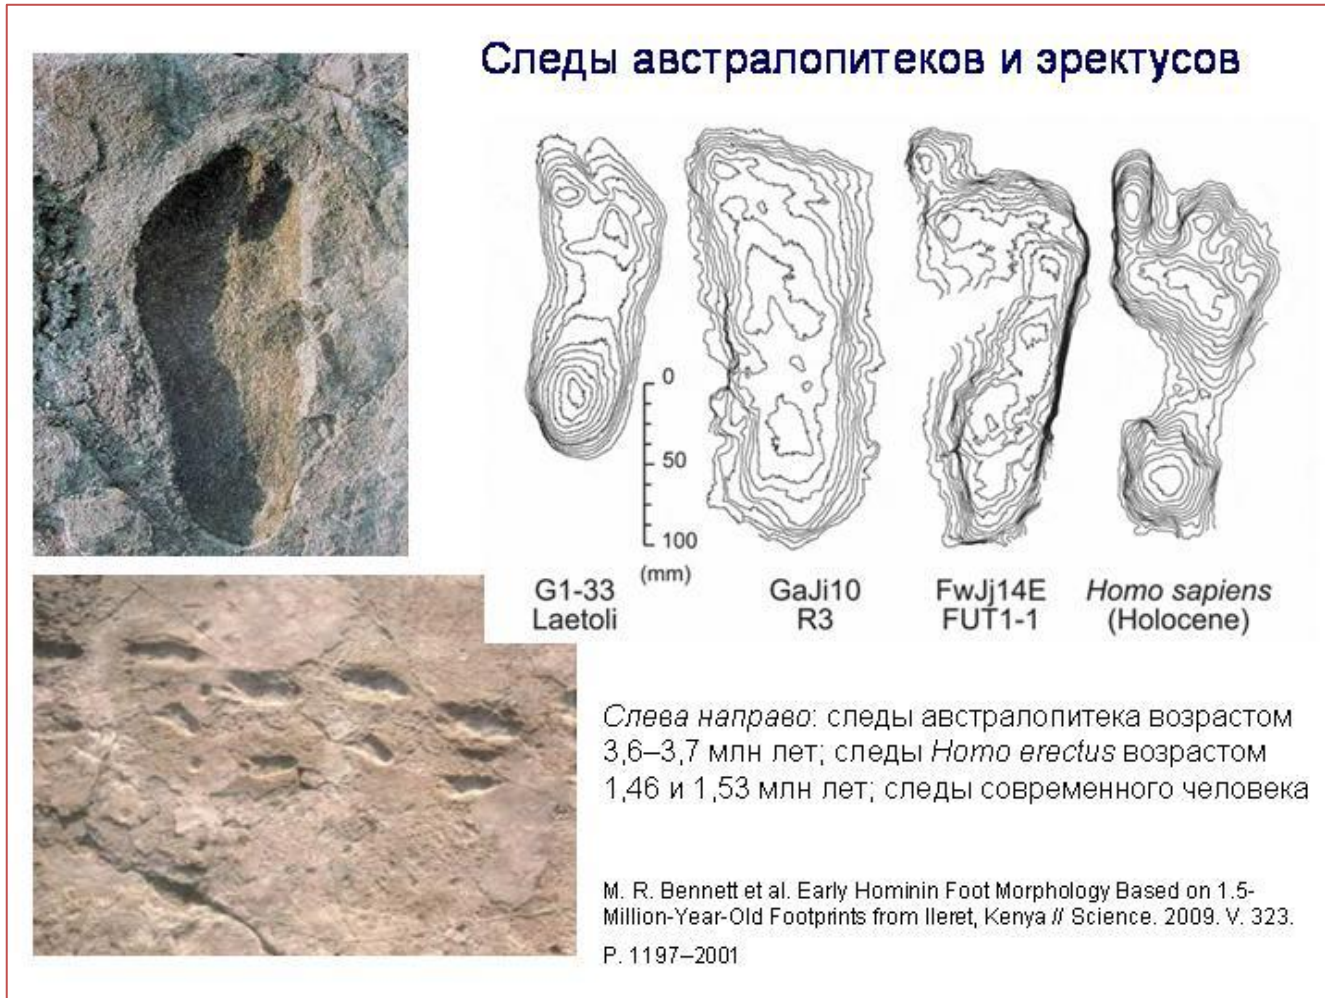 Следы австралопитеков и эректусов
0
50
100
(mm)
G1-33
Laetoli
GaJi10
R3
FwJj14E
FUT1-1
Homo sapiens
(Holocene)
Слева направо: следы австралопитека возрастом
3,6–3,7 млн лет; следы Homo erectus возрастом
1,46 и 1,53 млн лет; следы современного человека
M. R. Bennett et al. Early Hominin Foot Morphology Based on 1.5-
Million-Year-Old Footprints from Ileret, Kenya // Science. 2009. V. 323.
P. 1197–2001